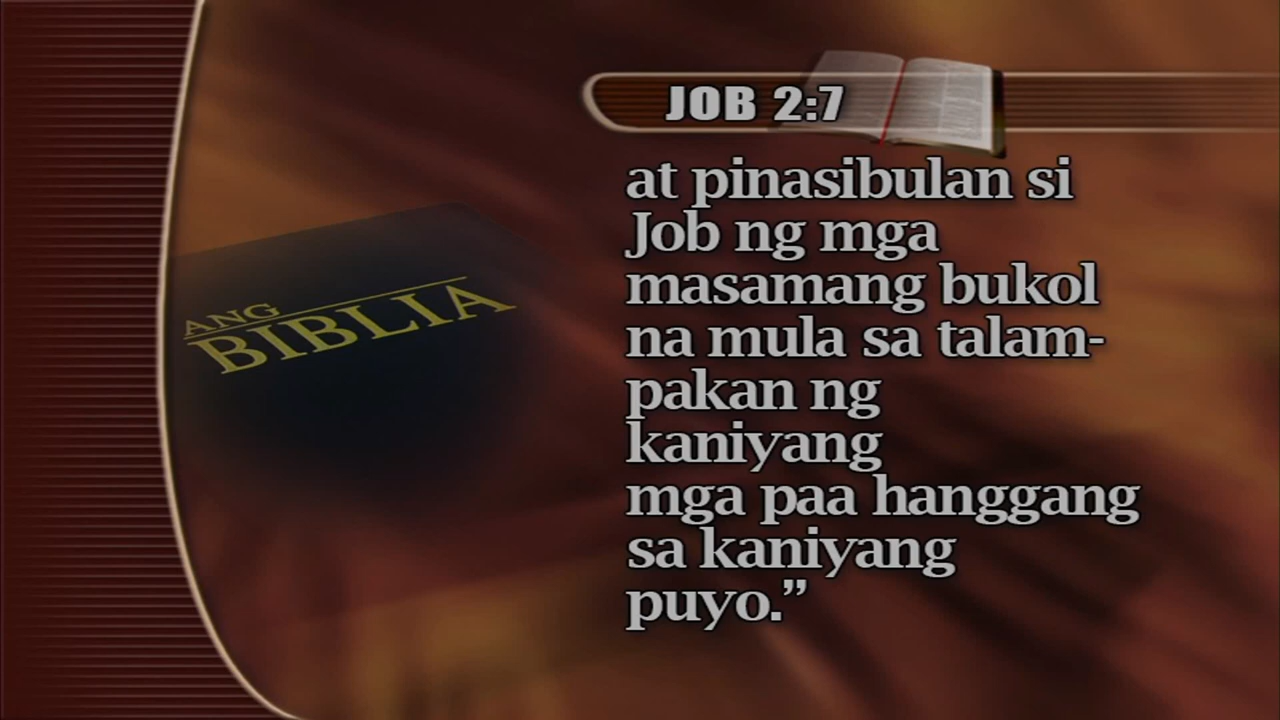 ANG
BIBLIA
JOB 2:7
at pinasibulan si
Job ng mga
masamang bukol
na mula sa talam-
pakan ng
kaniyang
mga paa hanggang
sa kaniyang
puyo.”